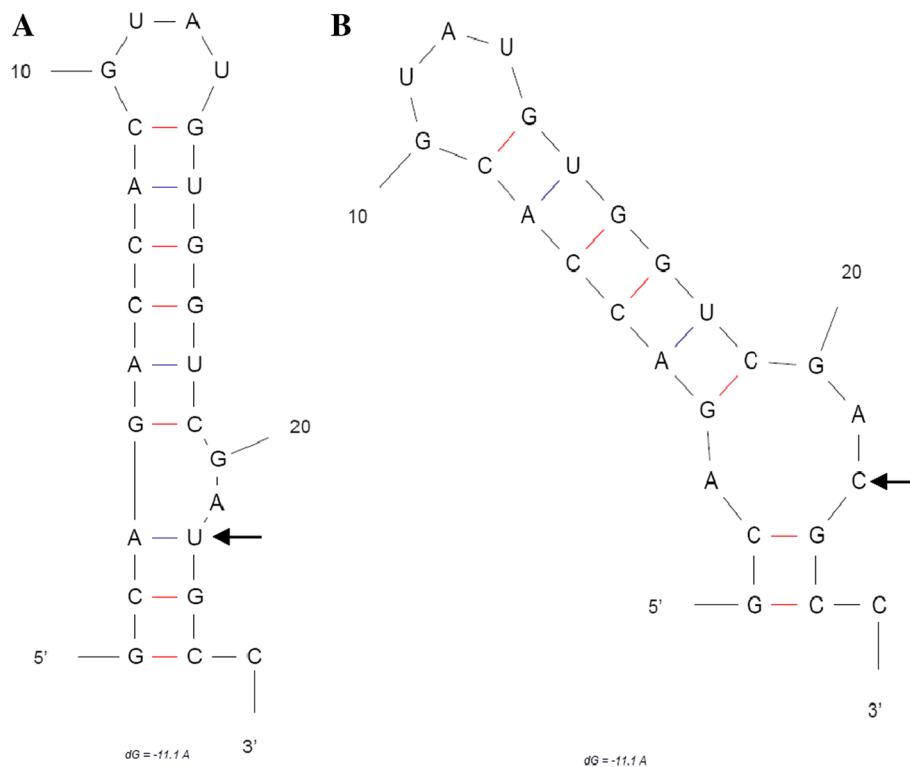 A
U A
10 G U
C G
A U
C G
C G
A U
G C
G 20
A
A U
C G
5' G C C
3'
dG = -11.1 A
B
A U
U G
G C U
10 A G
C G 20
C U C G
A A
G
A C
C G
5' G C C
3'
dG = -11.1 A